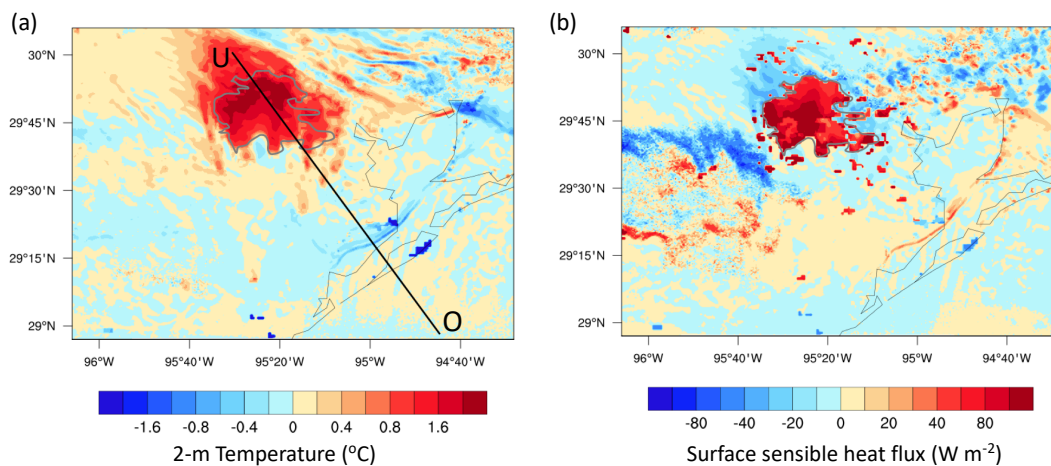 (a)
(b)
30°N
29°45'N
29°30'N
29°15'N
29°N
U
O
96°W
95°40'W
95°20'W
95°W
94°40'W
-1.6
-0.8
-0.4
0
0.4
0.8
1.6
2-m Temperature (°C)
30°N
29°45'N
29°30'N
29°15'N
29°N
96°W
95°40'W
95°20'W
95°W
94°40'W
-80
-40
-20
0
20
40
80
Surface sensible heat flux (W m⁻²)